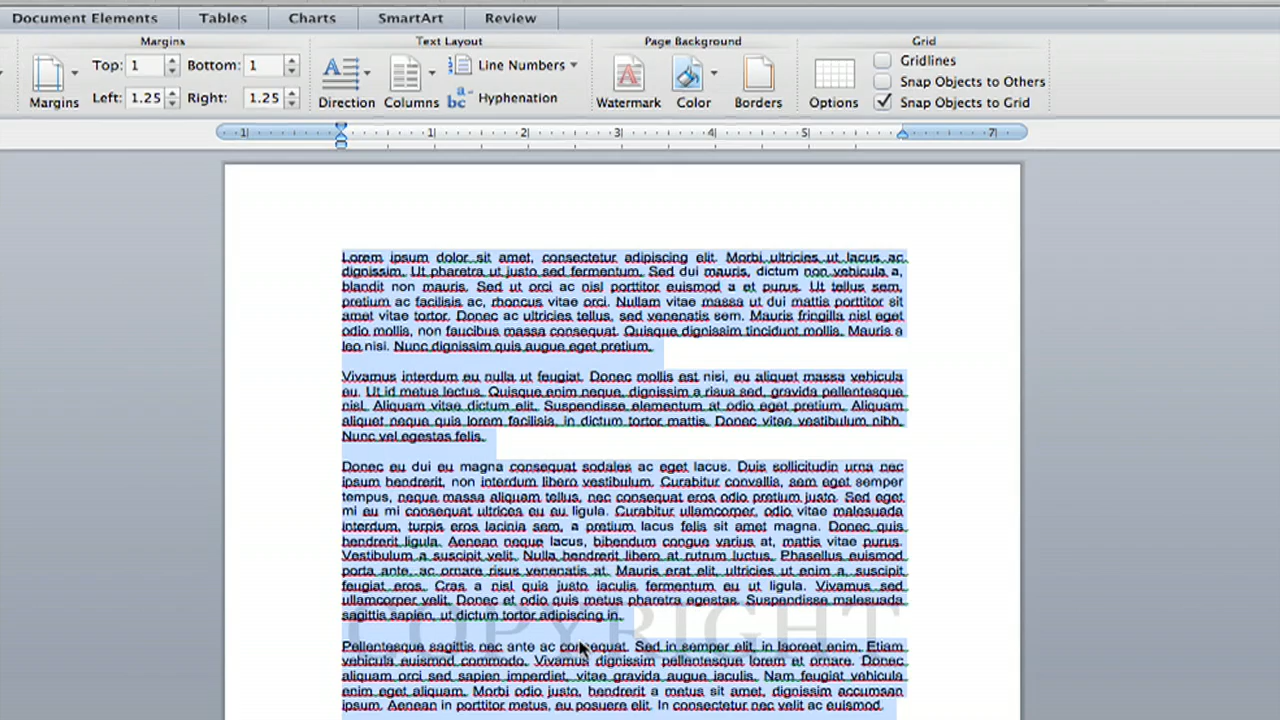 Document Elements Tables Charts SmartArt Review
Margins Text Layout Page Background Grid
Top: 1 Bottom: 1 Line Numbers Gridlines
Snap Objects to Others
Left: 1.25 Right: 1.25 Hyphenation
Margins Direction Columns Watermark Color Borders Options Snap Objects to Grid
1 1 2 3 4 5 7
Lorem ipsum dolor sit amet, consectetur adipiscing elit. Morbi ultricies ut lacus ac
dignissim. Ut pharetra ut justo sed fermentum. Sed dui mauris, dictum non vehicula a,
blandit non mauris. Sed ut orci ac nisl porttitor euismod a et purus. Ut tellus sem,
pretium ac facilisis ac, rhoncus vitae orci. Nullam vitae massa ut dui mattis porttitor sit
amet vitae tortor. Donec ac ultricies tellus, sed venenatis sem. Mauris fringilla nisl eget
odio mollis, non faucibus massa consequat. Quisque dignissim tincidunt mollis. Mauris a
leo nisi. Nunc dignissim quis augue eget pretium.
Vivamus interdum eu nulla ut feugiat. Donec mollis est nisi, eu aliquet massa vehicula
eu. Ut id metus lectus. Quisque enim neque, dignissim a risus sed, gravida pellentesque
nisl. Aliquam vitae dictum elit. Suspendisse elementum at odio eget pretium. Aliquam
aliquet neque quis lorem facilisis, in dictum tortor mattis. Donec vitae vestibulum nibh.
Nunc vel egestas felis.
Donec eu dui eu magna consequat sodales ac eget lacus. Duis sollicitudin urna nec
ipsum hendrerit, non interdum libero vestibulum. Curabitur convallis, sem eget semper
tempus, neque massa aliquam tellus, nec consequat eros odio pretium justo. Sed eget
mi eu mi consequat ultrices eu eu ligula. Curabitur ullamcorper, odio vitae malesuada
interdum, turpis eros lacinia sem, a pretium lacus felis sit amet magna. Donec quis
hendrerit ligula. Aenean neque lacus, bibendum congue varius at, mattis vitae purus.
Vestibulum a suscipit velit. Nulla hendrerit libero at rutrum luctus. Phasellus euismod
porta ante, ac ornare risus venenatis at. Mauris erat elit, ultricies ut enim a, suscipit
feugiat eros. Cras a nisl quis justo iaculis fermentum eu ut ligula. Vivamus sed
ullamcorper velit. Donec et odio quis metus pharetra egestas. Suspendisse malesuada
sagittis sapien, ut dictum tortor adipiscing in.
COPYRIGHT
Pellentesque sagittis nec ante ac consequat. Sed in semper elit, in laoreet enim. Etiam
vehicula euismod commodo. Vivamus dignissim pellentesque lorem et ornare. Donec
aliquam orci sed sapien imperdiet, vitae gravida augue iaculis. Nam feugiat vehicula
enim eget aliquam. Morbi odio justo, hendrerit a metus sit amet, dignissim accumsan
ipsum. Aenean in porttitor metus, eu posuere elit. In consectetur nec velit ac euismod.